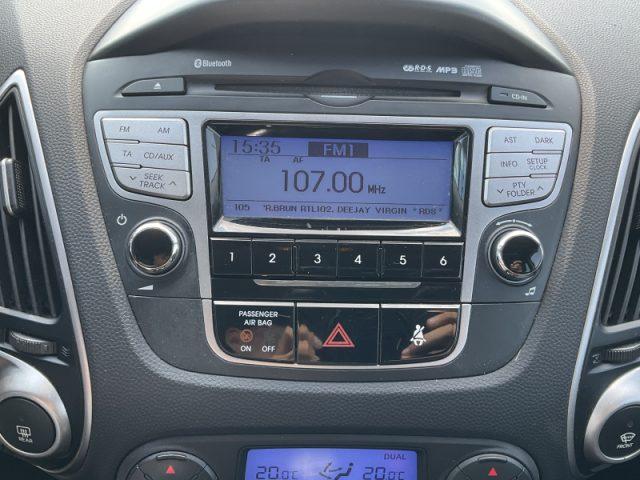 Bluetooth
R·D·S MP3
CD-IN
FM AM
TA CD/AUX
SEEK
TRACK
15:35 FM1
TA AF
107.00 MHz
105 "R.BRUN RTL102. DEEJAY VIRGIN "RDS"
AST DARK
INFO SETUP
CLOCK
PTY
FOLDER
1 2 3 4 5 6
PASSENGER
AIR BAG
ON OFF
REAR
FRONT
DUAL
20.0°C 20.0°C